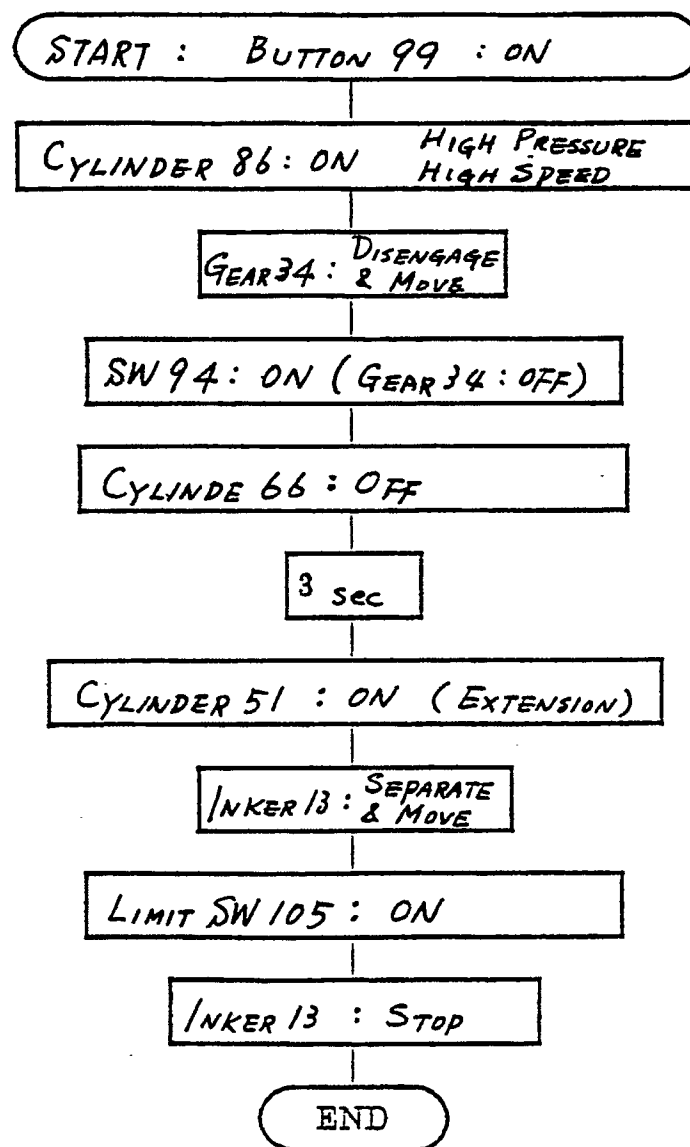 START : BUTTON 99 : ON
CYLINDER 86 : ON HIGH PRESSURE
HIGH SPEED
GEAR 34 : DISENGAGE
& MOVE
SW 94 : ON ( GEAR 34 : OFF )
CYLINDE 66 : OFF
3 sec
CYLINDER 51 : ON ( EXTENSION )
INKER 13 : SEPARATE
& MOVE
LIMIT SW 105 : ON
INKER 13 : STOP
END